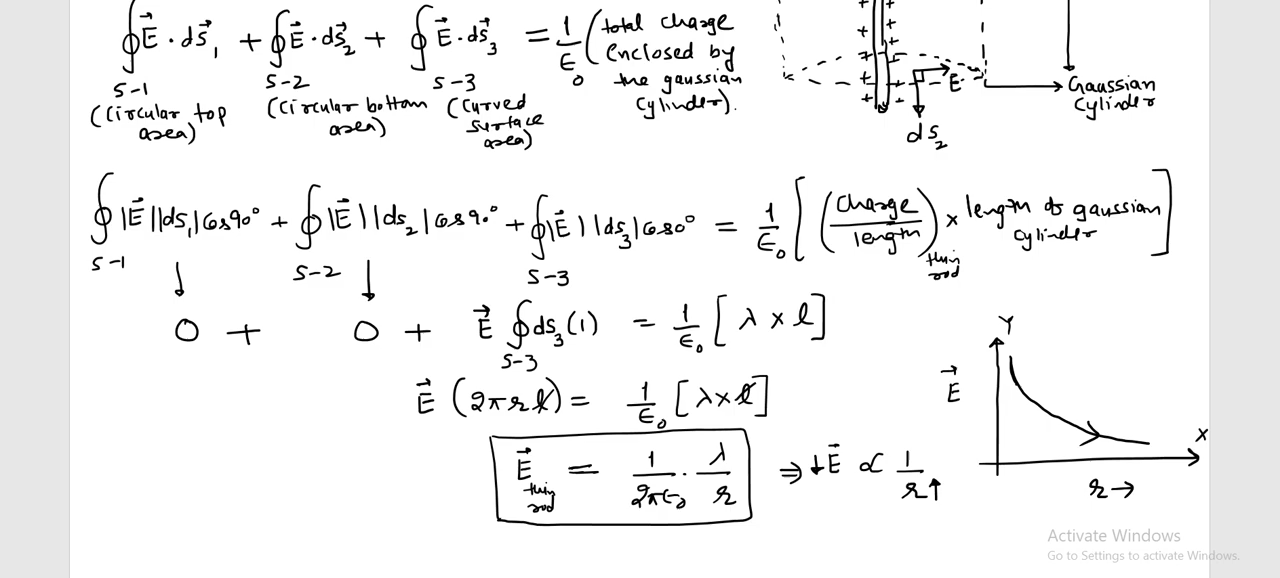 ∮ E⃗ · ds⃗₁ + ∮ E⃗ · ds⃗₂ + ∮ E⃗ · ds⃗₃ = 1/ε₀ (total charge enclosed by the gaussian cylinder).
S-1 S-2 S-3
(Circular top area) (Circular bottom area) (Curved surface area)
+ + + + + + + +
E
ds₂
Gaussian
Cylinder
∮ |E⃗||ds₁|cos90° + ∮ |E⃗||ds₂|cos90° + ∮ |E⃗||ds₃|cos0° = 1/ε₀ [(charge/length)thin rod × length of gaussian cylinder]
S-1 S-2 S-3
↓ ↓
0 + 0 + E⃗ ∮ds₃(1) = 1/ε₀ [λ × l]
S-3
E⃗ (2πrl) = 1/ε₀ [λ×l]
E⃗ thin rod = 1/2πε₀ · λ/r ⇒ ↓E⃗ ∝ 1/r↑
Y
E⃗
X
r →
Activate Windows
Go to Settings to activate Windows.